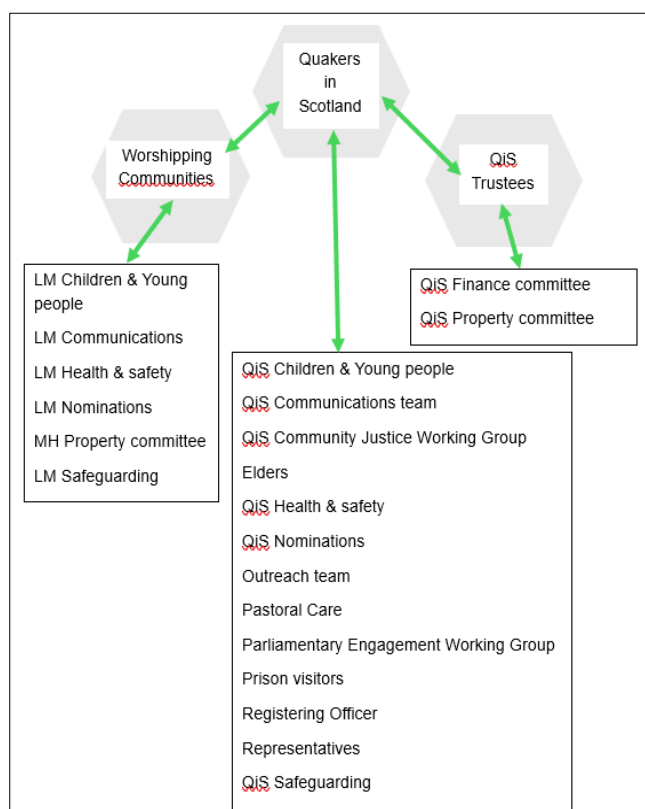 Quakers
in
Scotland
Worshipping
Communities
QiS
Trustees
LM Children & Young
people
LM Communications
LM Health & safety
LM Nominations
MH Property committee
LM Safeguarding
QiS Finance committee
QiS Property committee
QiS Children & Young people
QiS Communications team
QiS Community Justice Working Group
Elders
QiS Health & safety
QiS Nominations
Outreach team
Pastoral Care
Parliamentary Engagement Working Group
Prison visitors
Registering Officer
Representatives
QiS Safeguarding